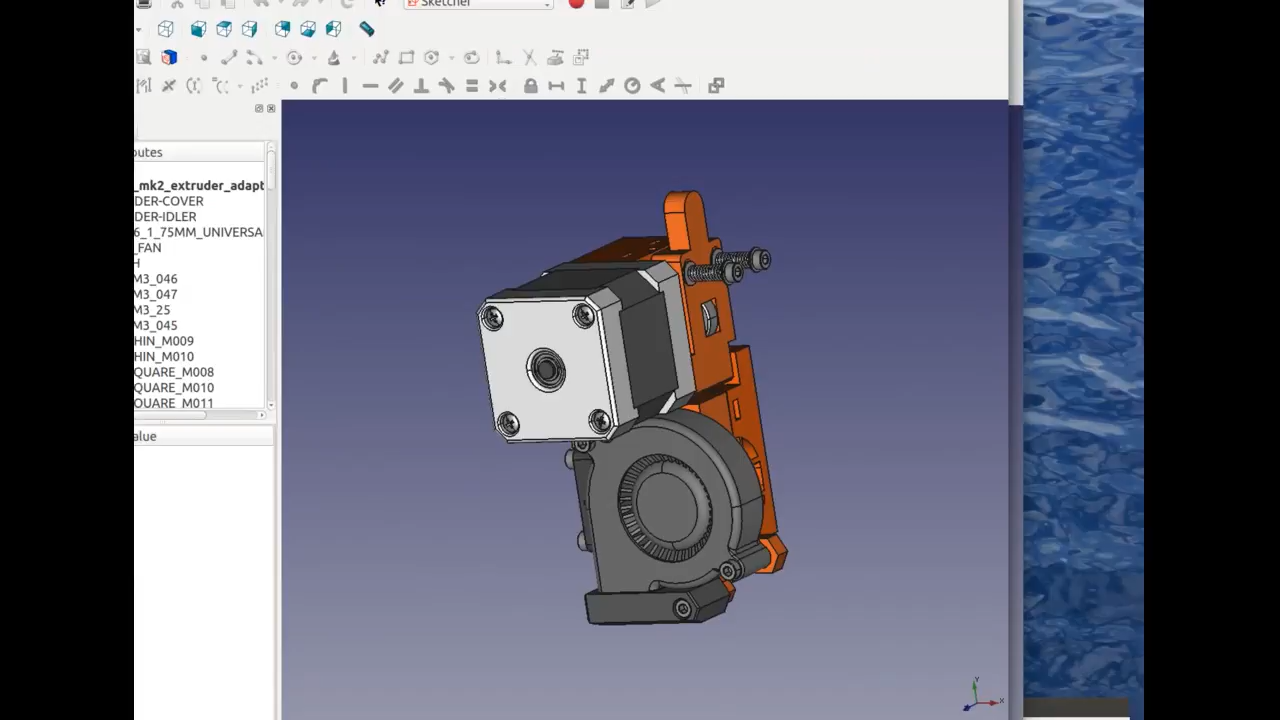 Sketcher
butes
_mk2_extruder_adapt
DER-COVER
DER-IDLER
6_1_75MM_UNIVERSA
_FAN
H
M3_046
M3_047
M3_25
M3_045
HIN_M009
HIN_M010
QUARE_M008
QUARE_M010
QUARE_M011
alue
Y
X